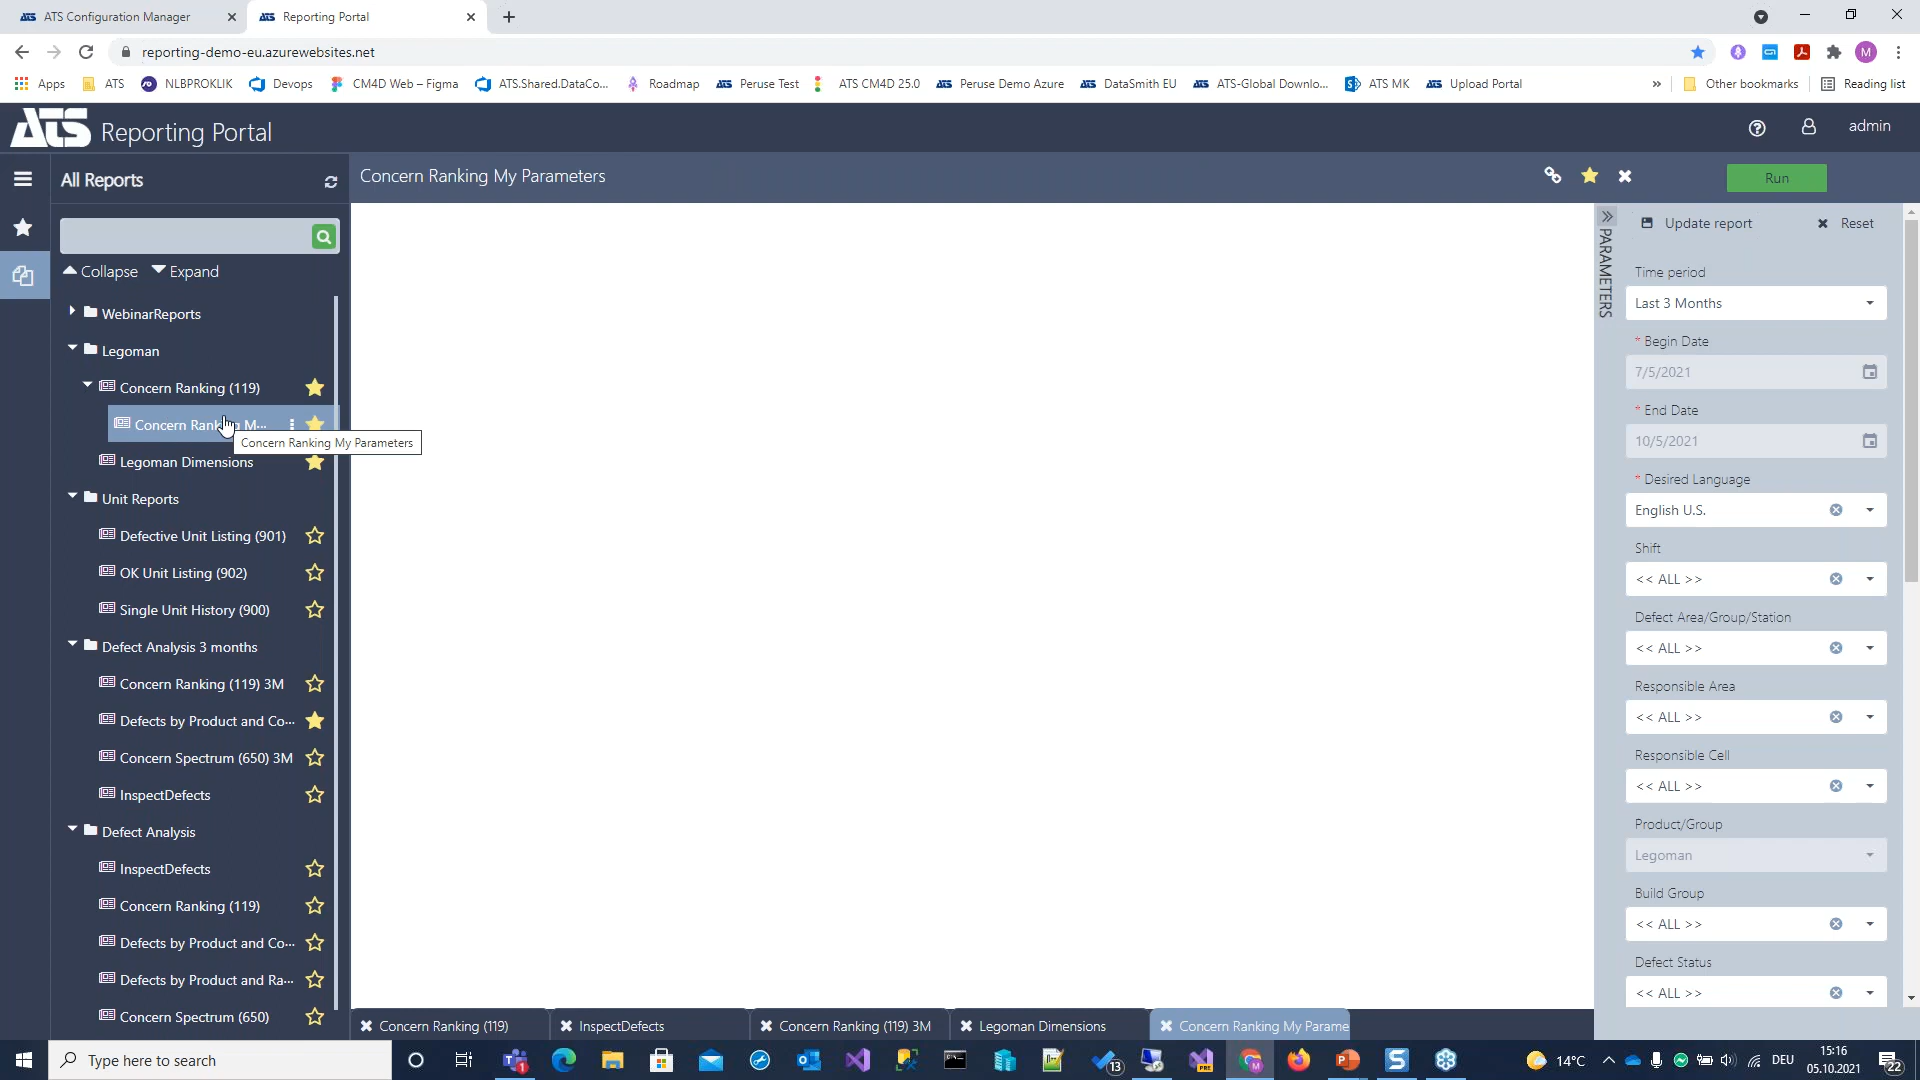 ATS Configuration Manager
Reporting Portal
reporting-demo-eu.azurewebsites.net
Apps
ATS
NLBPROKLIK
Devops
CM4D Web – Figma
ATS.Shared.DataCo...
Roadmap
Peruse Test
ATS CM4D 25.0
Peruse Demo Azure
DataSmith EU
ATS-Global Downlo...
ATS MK
Upload Portal
»
Other bookmarks
Reading list
ATS Reporting Portal
admin
All Reports
Concern Ranking My Parameters
Run
Collapse
Expand
WebinarReports
Legoman
Concern Ranking (119)
Concern Ranking M...
Concern Ranking My Parameters
Legoman Dimensions
Unit Reports
Defective Unit Listing (901)
OK Unit Listing (902)
Single Unit History (900)
Defect Analysis 3 months
Concern Ranking (119) 3M
Defects by Product and Co...
Concern Spectrum (650) 3M
InspectDefects
Defect Analysis
InspectDefects
Concern Ranking (119)
Defects by Product and Co...
Defects by Product and Ra...
Concern Spectrum (650)
PARAMETERS
Update report
Reset
Time period
Last 3 Months
* Begin Date
7/5/2021
* End Date
10/5/2021
* Desired Language
English U.S.
Shift
<< ALL >>
Defect Area/Group/Station
<< ALL >>
Responsible Area
<< ALL >>
Responsible Cell
<< ALL >>
Product/Group
Legoman
Build Group
<< ALL >>
Defect Status
<< ALL >>
Concern Ranking (119)
InspectDefects
Concern Ranking (119) 3M
Legoman Dimensions
Concern Ranking My Parame
Type here to search
1
13
PRE
14°C
DEU
15:16
05.10.2021
22